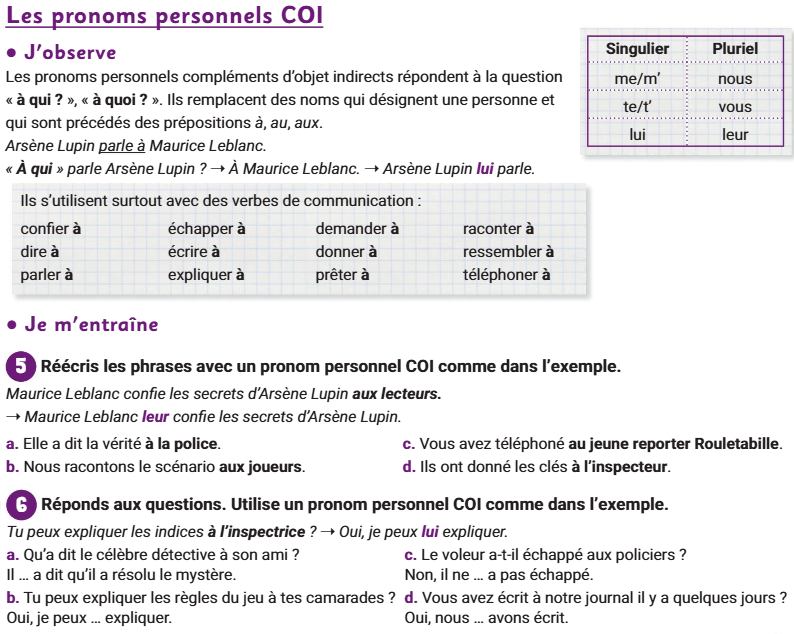 Les pronoms personnels COI
• J'observe
Les pronoms personnels compléments d'objet indirects répondent à la question
« à qui ? », « à quoi ? ». Ils remplacent des noms qui désignent une personne et
qui sont précédés des prépositions à, au, aux.
Arsène Lupin parle à Maurice Leblanc.
« À qui » parle Arsène Lupin ? → À Maurice Leblanc. → Arsène Lupin lui parle.
Singulier Pluriel
me/m' nous
te/t' vous
lui leur
Ils s'utilisent surtout avec des verbes de communication :
confier à échapper à demander à raconter à
dire à écrire à donner à ressembler à
parler à expliquer à prêter à téléphoner à
• Je m'entraîne
5 Réécris les phrases avec un pronom personnel COI comme dans l'exemple.
Maurice Leblanc confie les secrets d'Arsène Lupin aux lecteurs.
→ Maurice Leblanc leur confie les secrets d'Arsène Lupin.
a. Elle a dit la vérité à la police.
b. Nous racontons le scénario aux joueurs.
c. Vous avez téléphoné au jeune reporter Rouletabille.
d. Ils ont donné les clés à l'inspecteur.
6 Réponds aux questions. Utilise un pronom personnel COI comme dans l'exemple.
Tu peux expliquer les indices à l'inspectrice ? → Oui, je peux lui expliquer.
a. Qu'a dit le célèbre détective à son ami ?
Il ... a dit qu'il a résolu le mystère.
b. Tu peux expliquer les règles du jeu à tes camarades ?
Oui, je peux ... expliquer.
c. Le voleur a-t-il échappé aux policiers ?
Non, il ne ... a pas échappé.
d. Vous avez écrit à notre journal il y a quelques jours ?
Oui, nous ... avons écrit.